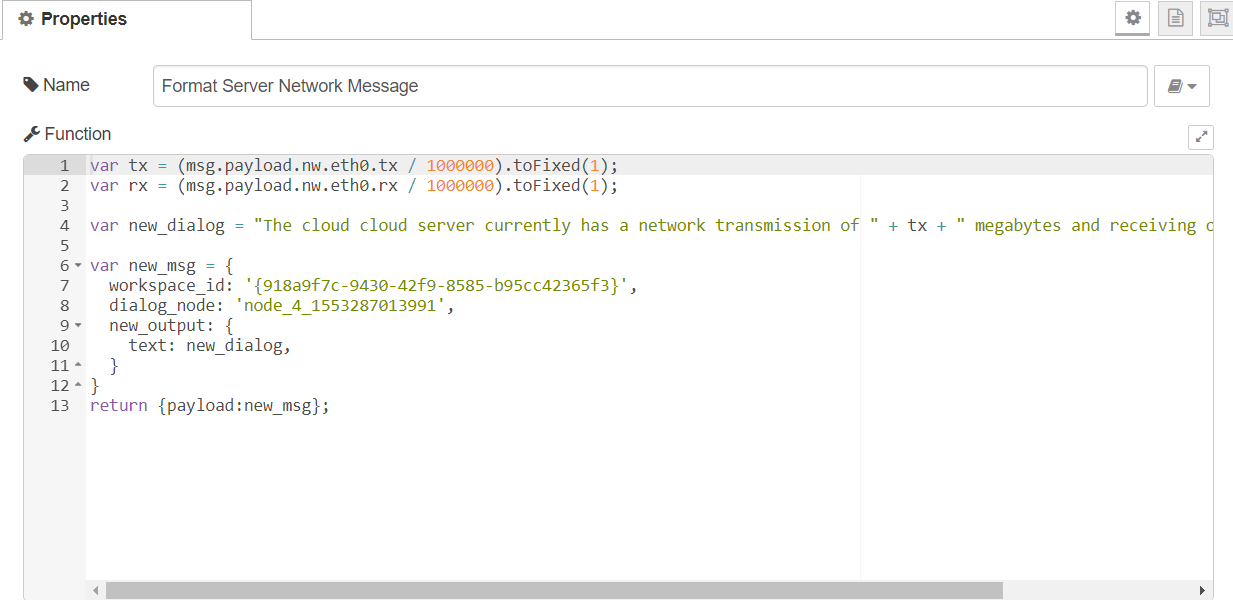 Properties
Name
Format Server Network Message
Function
1 var tx = (msg.payload.nw.eth0.tx / 1000000).toFixed(1);
2 var rx = (msg.payload.nw.eth0.rx / 1000000).toFixed(1);
3
4 var new_dialog = "The cloud cloud server currently has a network transmission of " + tx + " megabytes and receiving
5
6 var new_msg = {
7 workspace_id: '{918a9f7c-9430-42f9-8585-b95cc42365f3}',
8 dialog_node: 'node_4_1553287013991',
9 new_output: {
10 text: new_dialog,
11 }
12 }
13 return {payload:new_msg};